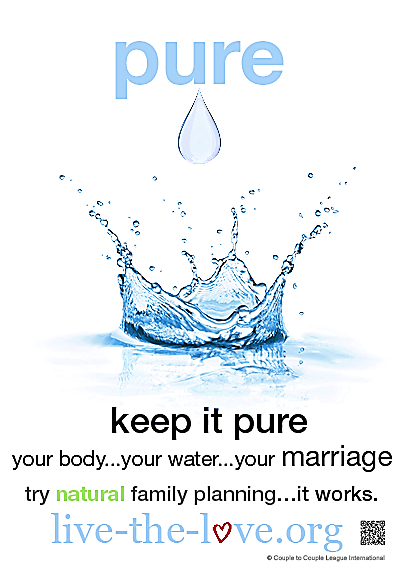 pure
keep it pure
your body...your water...your marriage
try natural family planning...it works.
live-the-love.org
© Couple to Couple League International